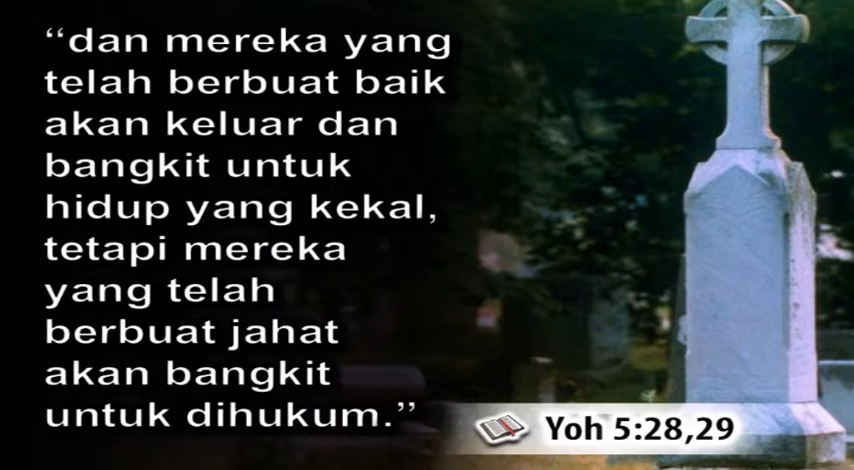 “dan mereka yang
telah berbuat baik
akan keluar dan
bangkit untuk
hidup yang kekal,
tetapi mereka
yang telah
berbuat jahat
akan bangkit
untuk dihukum.”
Yoh 5:28,29